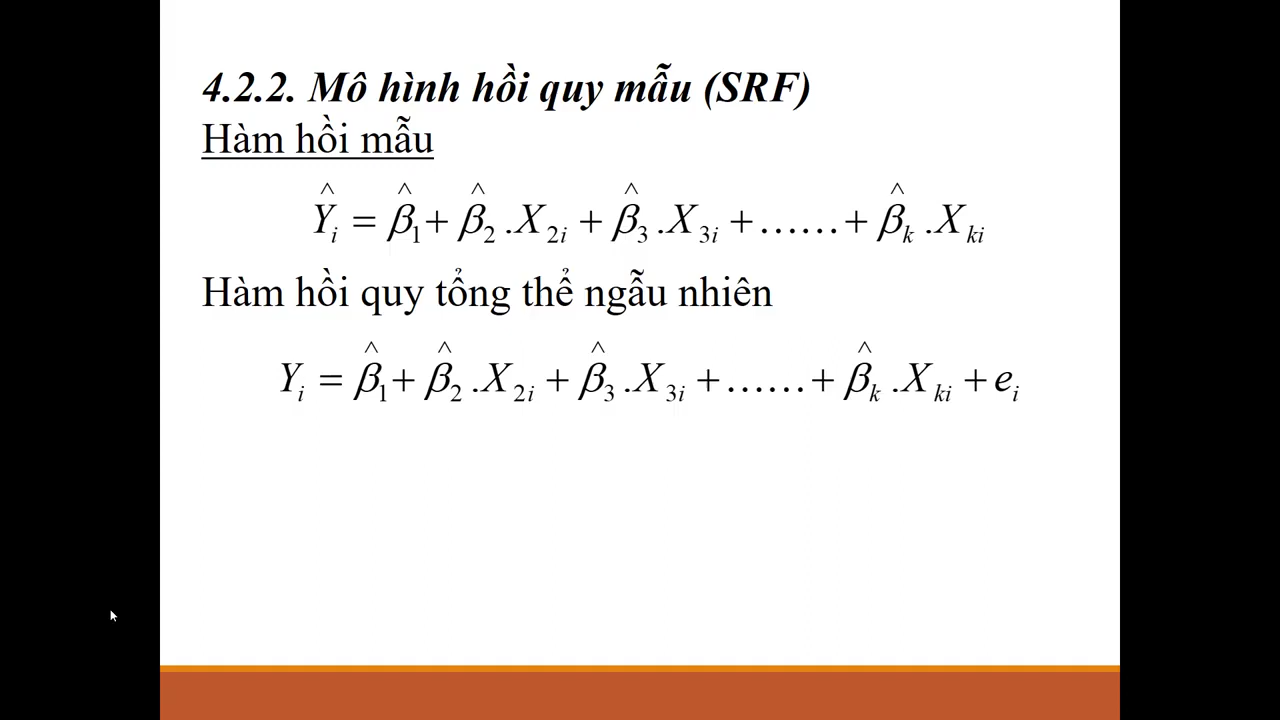 4.2.2. Mô hình hồi quy mẫu (SRF)
Hàm hồi mẫu
Ŷᵢ = β̂₁ + β̂₂ .X₂ᵢ + β̂₃ .X₃ᵢ + ...... + β̂ₖ .Xₖᵢ
Hàm hồi quy tổng thể ngẫu nhiên
Yᵢ = β̂₁ + β̂₂ .X₂ᵢ + β̂₃ .X₃ᵢ + ...... + β̂ₖ .Xₖᵢ + eᵢ